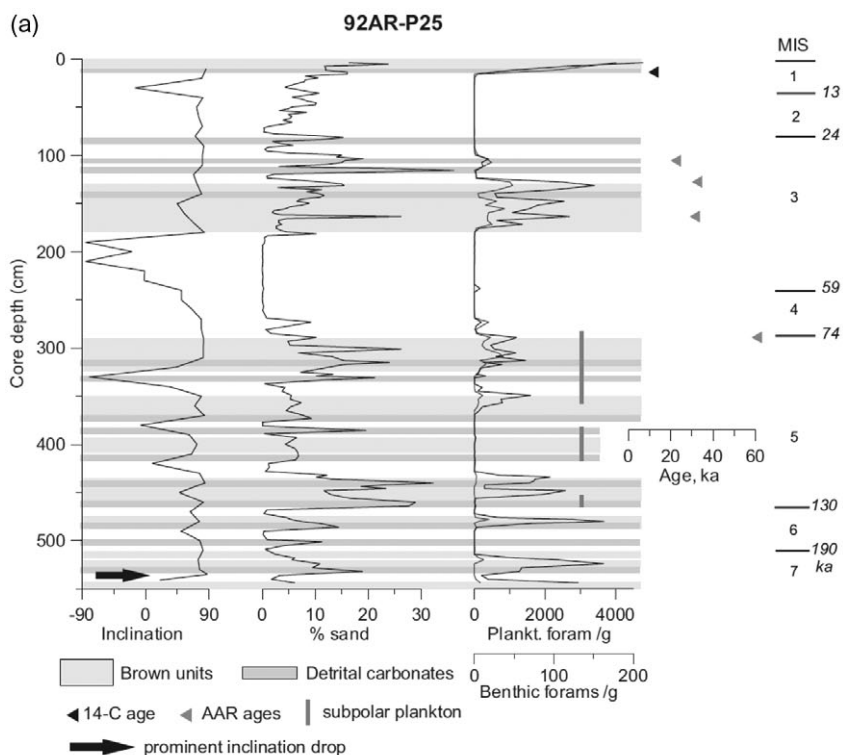 (a)
92AR-P25
MIS
0
100
200
300
400
500
Core depth (cm)
1
13
2
24
3
59
4
74
5
130
6
190
ka
7
0 20 40 60
Age, ka
-90 0 90
Inclination
0 10 20 30
% sand
0 2000 4000
Plankt. foram /g
0 100 200
Benthic forams /g
Brown units
Detrital carbonates
14-C age
AAR ages
subpolar plankton
prominent inclination drop